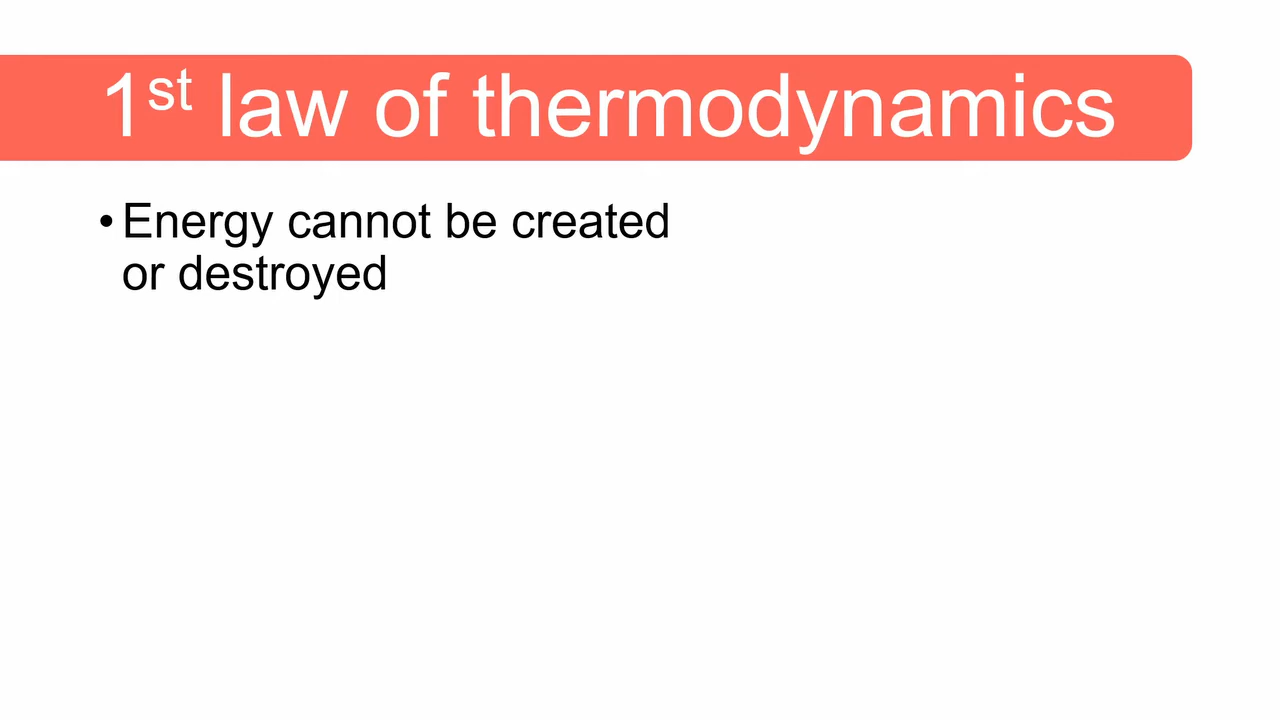 1st law of thermodynamics
• Energy cannot be created
or destroyed